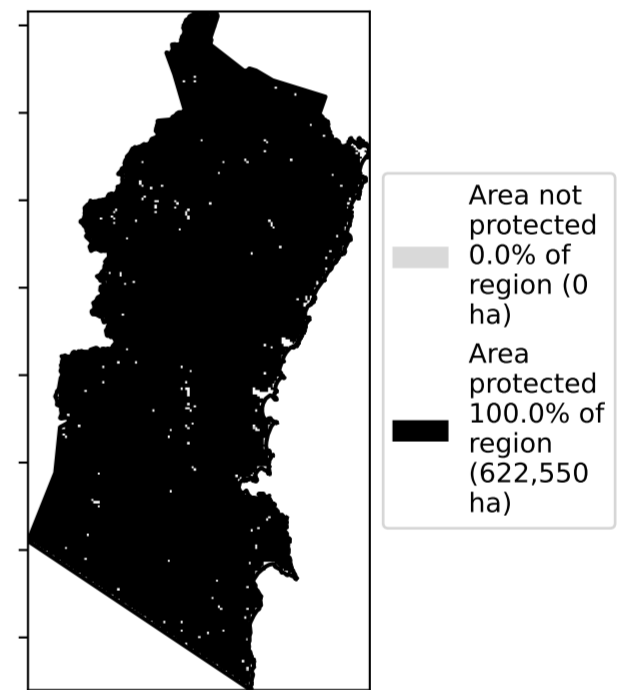 Area not
protected
0.0% of
region (0
ha)
Area
protected
100.0% of
region
(622,550
ha)